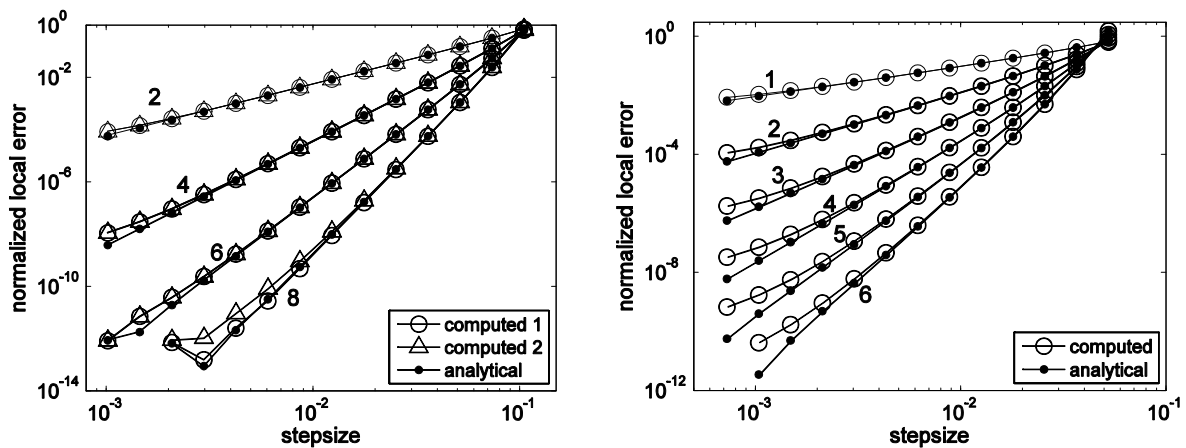 10^0
10^-2
10^-6
10^-10
10^-14
normalized local error
2
4
6
8
computed 1
computed 2
analytical
10^-3
10^-2
10^-1
stepsize
10^0
10^-4
10^-8
10^-12
normalized local error
1
2
3
4
5
6
computed
analytical
10^-3
10^-2
10^-1
stepsize